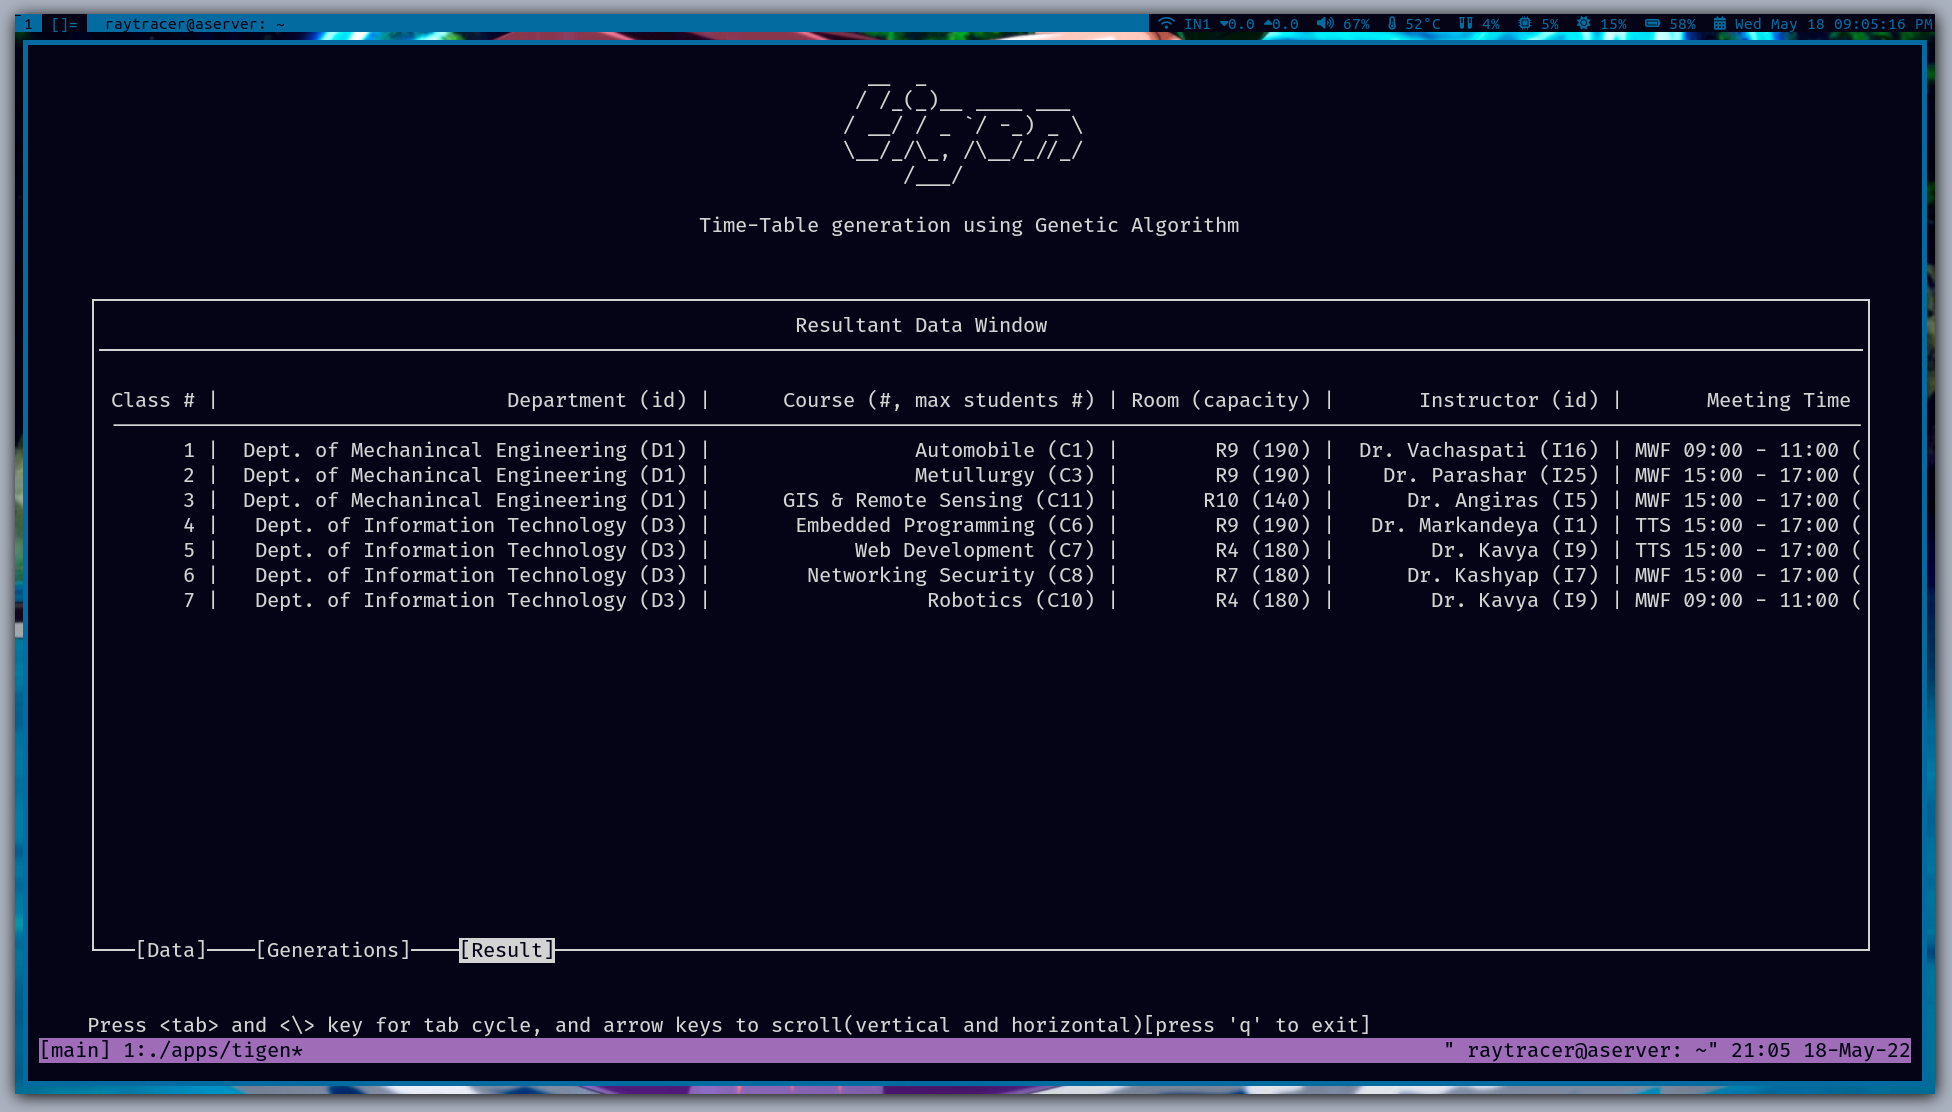 1 []= raytracer@aserver: ~ IN1 ▾0.0 ▴0.0 67% 52°C 4% 5% 15% 58% Wed May 18 09:05:16 PM
tigen
Time-Table generation using Genetic Algorithm
Resultant Data Window
Class # | Department (id) | Course (#, max students #) | Room (capacity) | Instructor (id) | Meeting Time
1 | Dept. of Mechanincal Engineering (D1) | Automobile (C1) | R9 (190) | Dr. Vachaspati (I16) | MWF 09:00 - 11:00 (
2 | Dept. of Mechanincal Engineering (D1) | Metullurgy (C3) | R9 (190) | Dr. Parashar (I25) | MWF 15:00 - 17:00 (
3 | Dept. of Mechanincal Engineering (D1) | GIS & Remote Sensing (C11) | R10 (140) | Dr. Angiras (I5) | MWF 15:00 - 17:00 (
4 | Dept. of Information Technology (D3) | Embedded Programming (C6) | R9 (190) | Dr. Markandeya (I1) | TTS 15:00 - 17:00 (
5 | Dept. of Information Technology (D3) | Web Development (C7) | R4 (180) | Dr. Kavya (I9) | TTS 15:00 - 17:00 (
6 | Dept. of Information Technology (D3) | Networking Security (C8) | R7 (180) | Dr. Kashyap (I7) | MWF 15:00 - 17:00 (
7 | Dept. of Information Technology (D3) | Robotics (C10) | R4 (180) | Dr. Kavya (I9) | MWF 09:00 - 11:00 (
[Data] [Generations] [Result]
Press <tab> and <\> key for tab cycle, and arrow keys to scroll(vertical and horizontal)[press 'q' to exit]
[main] 1:./apps/tigen* " raytracer@aserver: ~" 21:05 18-May-22